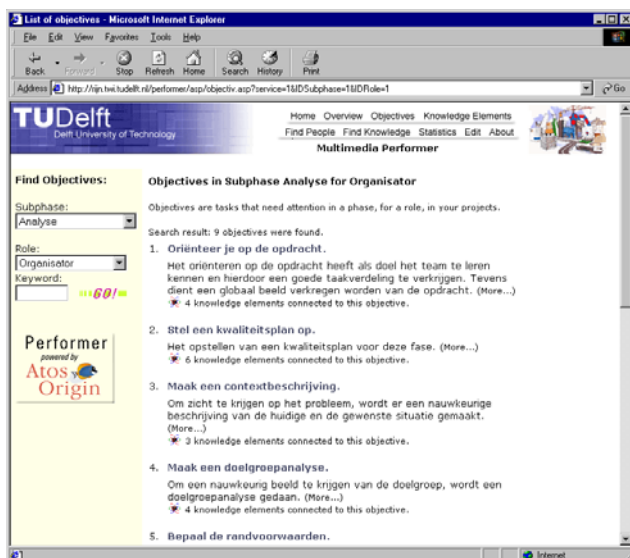 List of objectives - Microsoft Internet Explorer
File Edit View Favorites Tools Help
Back Forward Stop Refresh Home Search History Print
Address http://rijn.twi.tudelft.nl/performer/asp/objectiv.asp?service=1&IDSubphase=1&IDRole=1 Go
TUDelft
Delft University of Technology
Home Overview Objectives Knowledge Elements
Find People Find Knowledge Statistics Edit About
Multimedia Performer
Find Objectives:
Subphase:
Analyse
Role:
Organisator
Keyword:
GO!
Performer
powered by
Atos
Origin
Objectives in Subphase Analyse for Organisator
Objectives are tasks that need attention in a phase, for a role, in your projects.
Search result: 9 objectives were found.
1. Oriënteer je op de opdracht.
Het oriënteren op de opdracht heeft als doel het team te leren
kennen en hierdoor een goede taakverdeling te verkrijgen. Tevens
dient een globaal beeld verkregen worden van de opdracht. (More...)
4 knowledge elements connected to this objective.
2. Stel een kwaliteitsplan op.
Het opstellen van een kwaliteitsplan voor deze fase. (More...)
6 knowledge elements connected to this objective.
3. Maak een contextbeschrijving.
Om zicht te krijgen op het probleem, wordt er een nauwkeurige
beschrijving van de huidige en de gewenste situatie gemaakt.
(More...)
3 knowledge elements connected to this objective.
4. Maak een doelgroepanalyse.
Om een nauwkeurig beeld te krijgen van de doelgroep, wordt een
doelgroepanalyse gedaan. (More...)
4 knowledge elements connected to this objective.
5. Bepaal de randvoorwaarden.
Internet